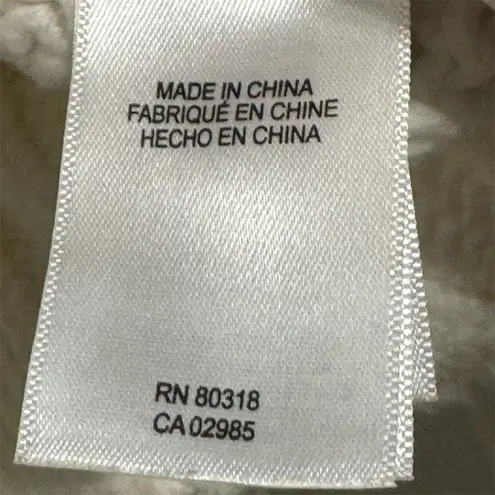 MADE IN CHINA
FABRIQUÉ EN CHINE
HECHO EN CHINA
RN 80318
CA 02985